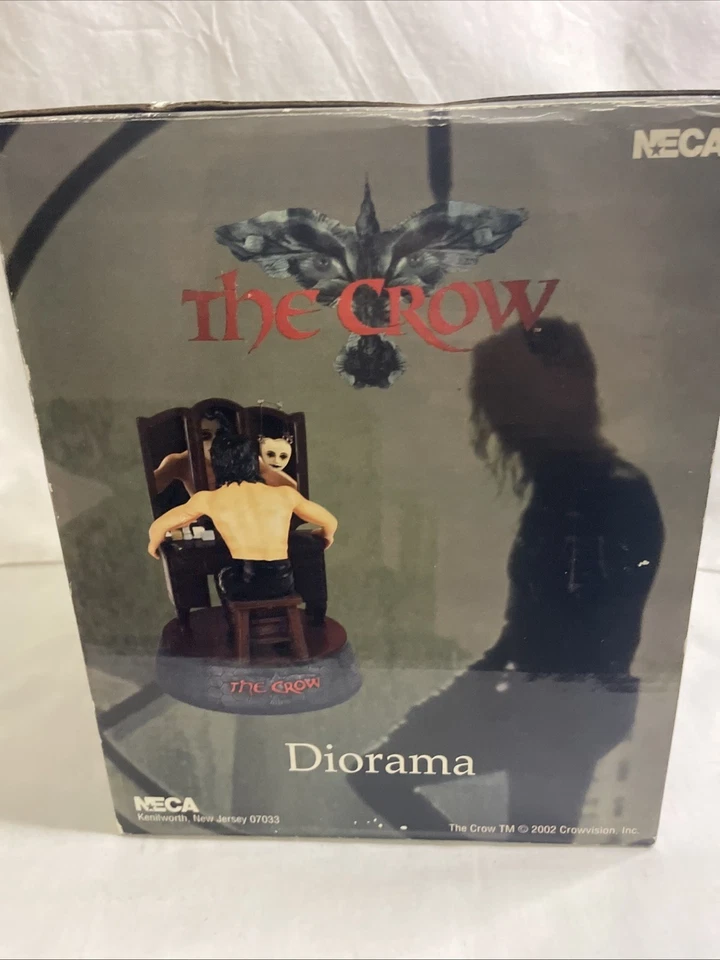 NECA
THE CROW
THE CROW
Diorama
NECA
Kenilworth, New Jersey 07033
The Crow TM © 2002 Crowvision, Inc.